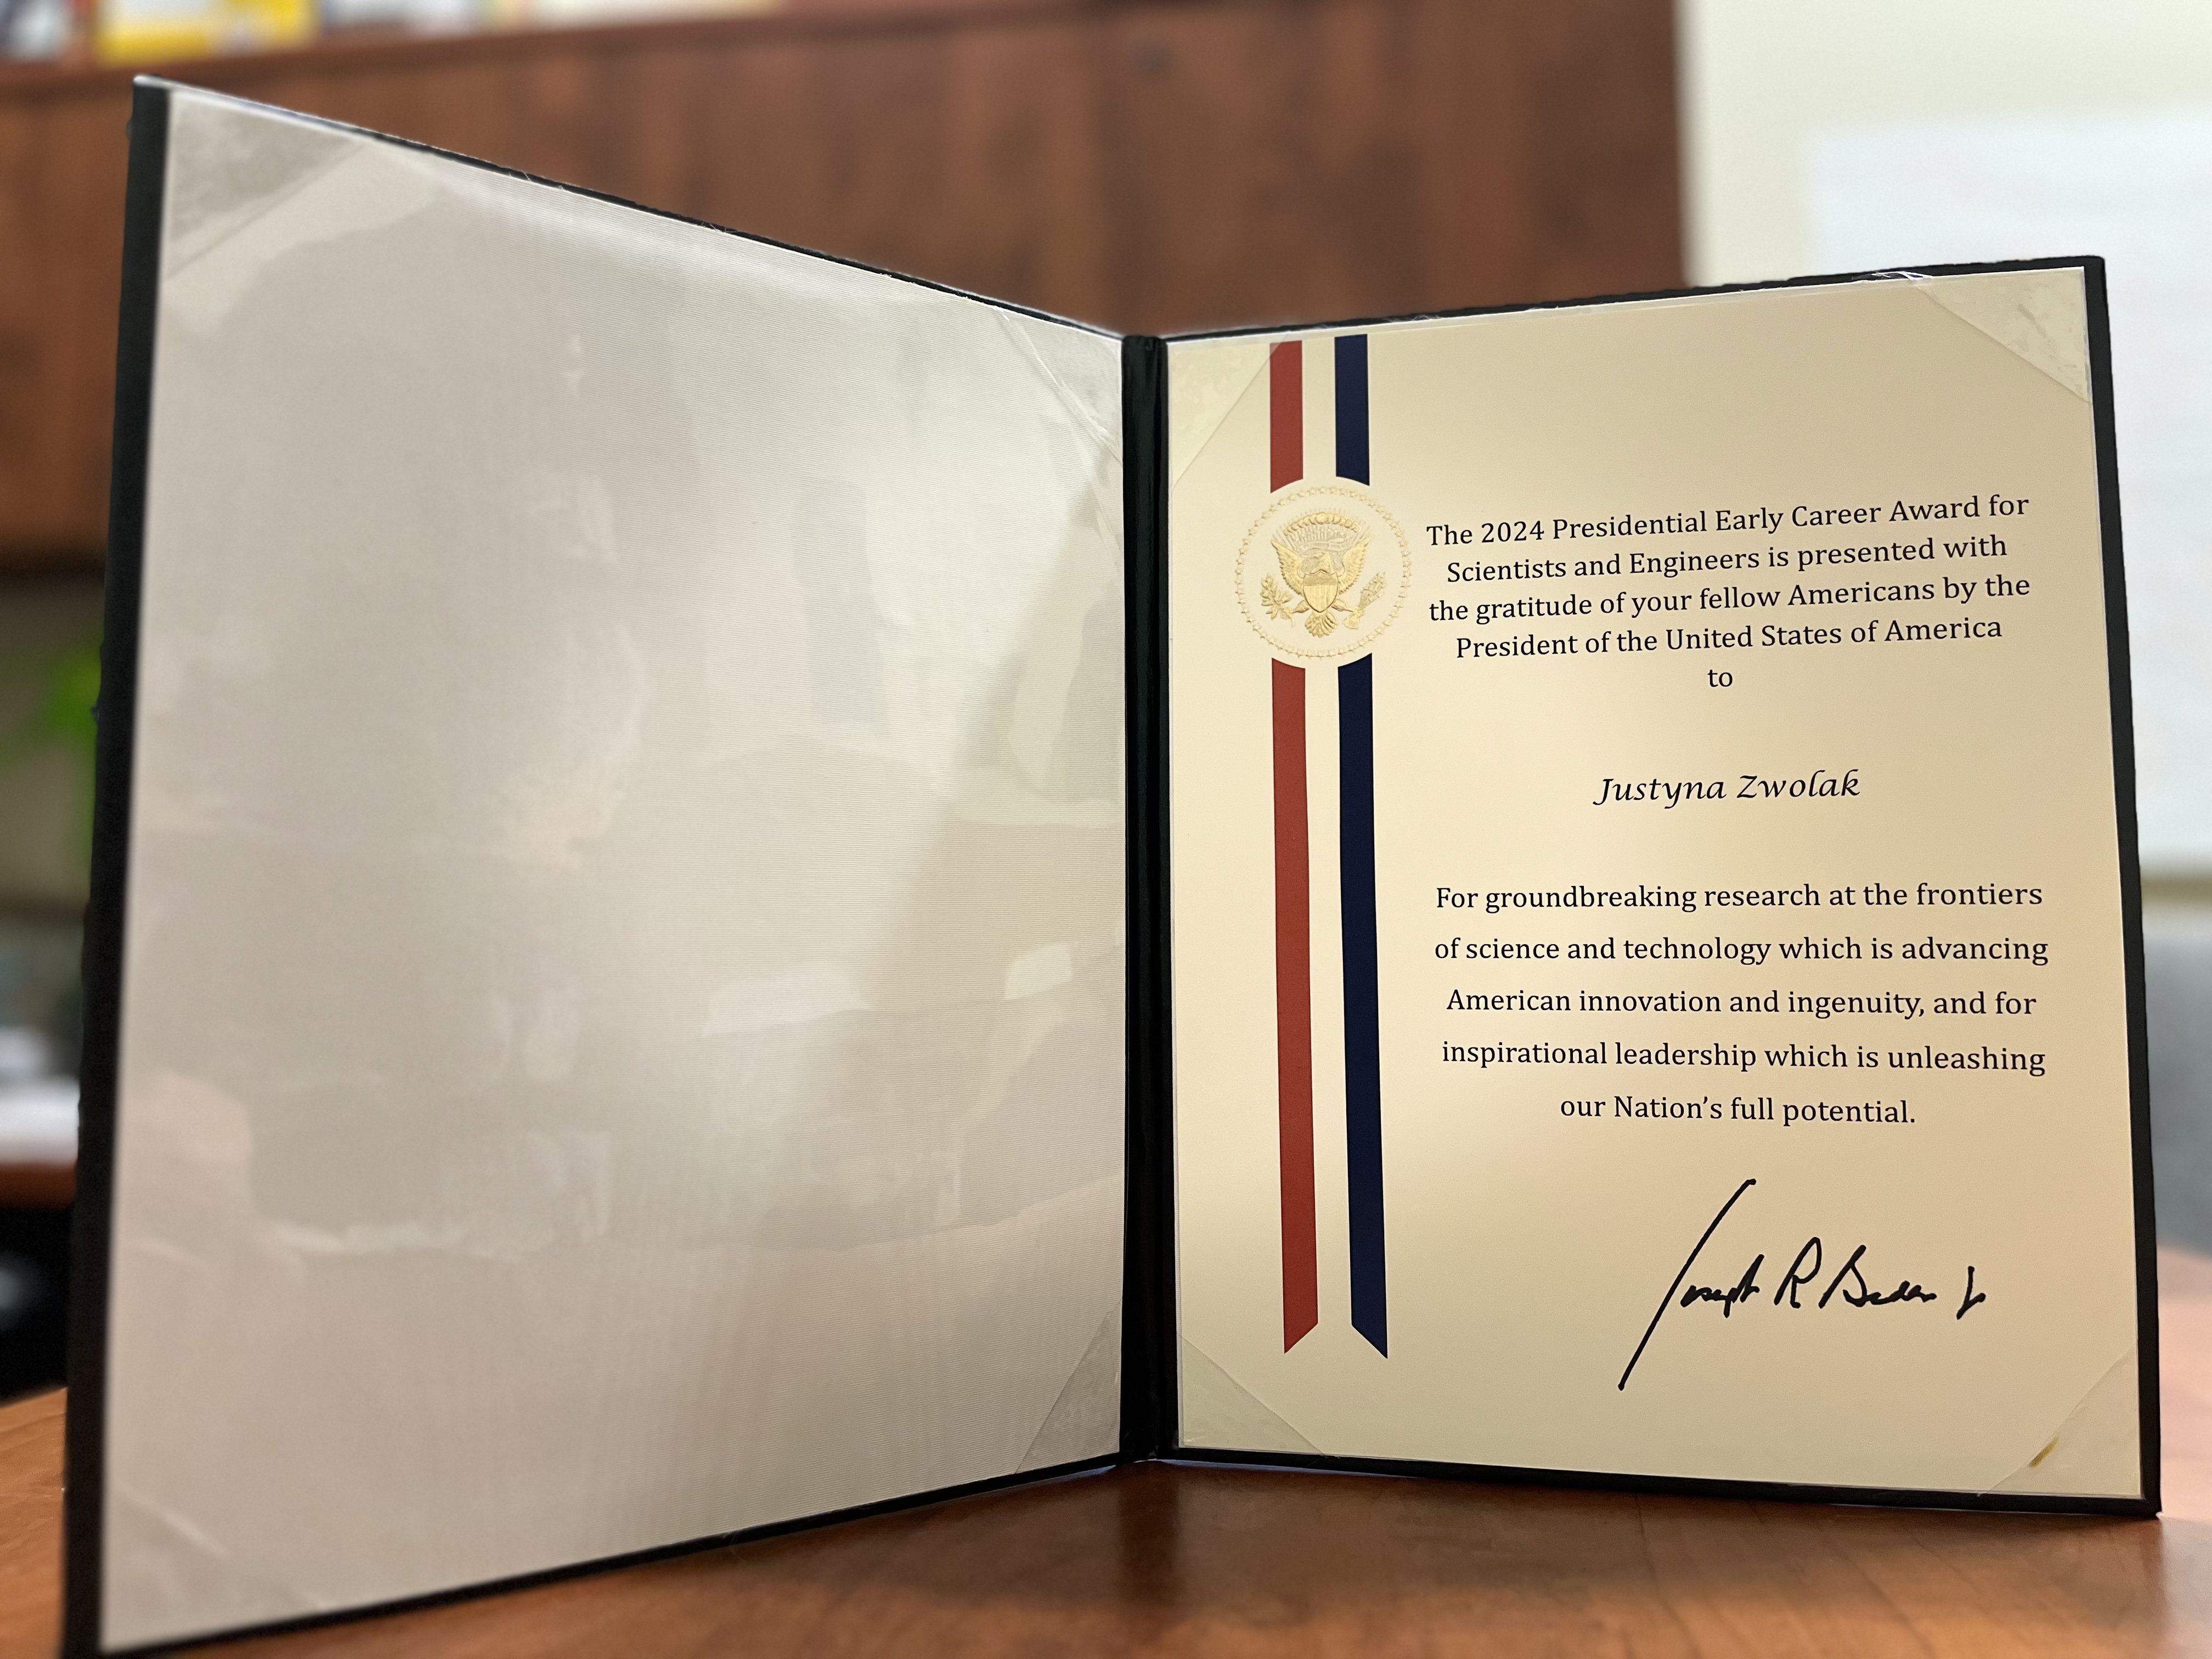 The 2024 Presidential Early Career Award for
Scientists and Engineers is presented with
the gratitude of your fellow Americans by the
President of the United States of America
to
Justyna Zwolak
For groundbreaking research at the frontiers
of science and technology which is advancing
American innovation and ingenuity, and for
inspirational leadership which is unleashing
our Nation’s full potential.
Joseph R Biden Jr